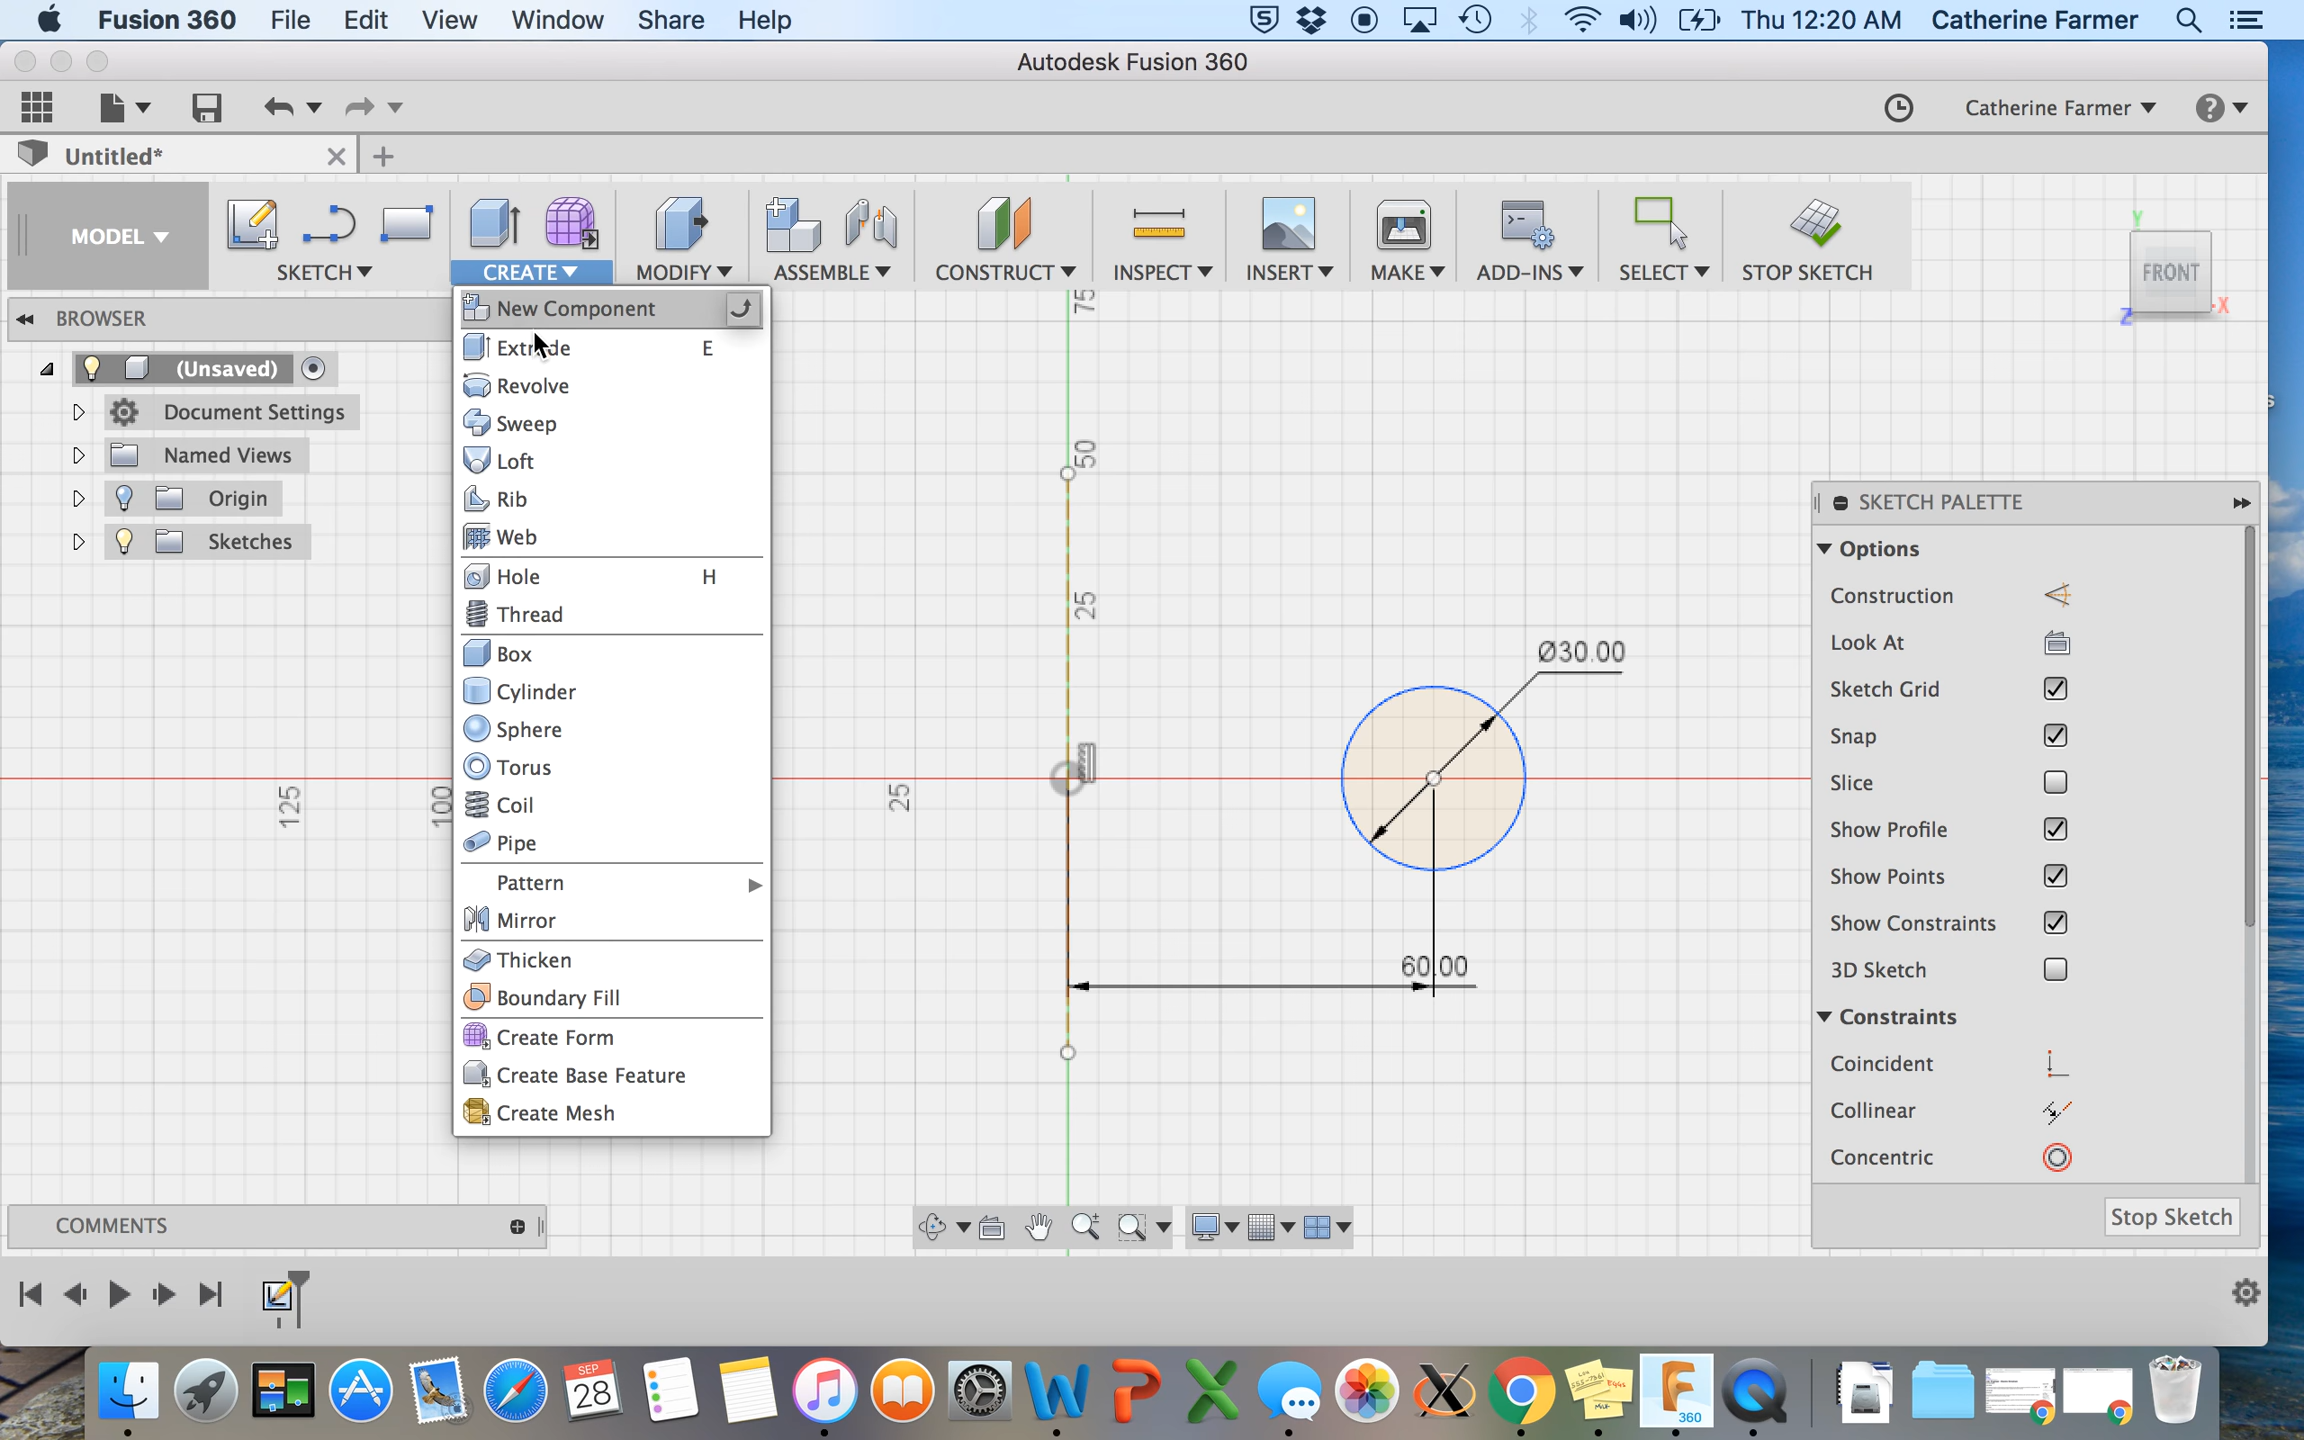 Fusion 360 File Edit View Window Share Help Thu 12:20 AM Catherine Farmer
Autodesk Fusion 360
Catherine Farmer
Untitled*
MODEL
SKETCH CREATE MODIFY ASSEMBLE CONSTRUCT INSPECT INSERT MAKE ADD-INS SELECT STOP SKETCH
Y
FRONT
X
Z
BROWSER
(Unsaved)
Document Settings
Named Views
Origin
Sketches
New Component
Extrude E
Revolve
Sweep
Loft
Rib
Web
Hole H
Thread
Box
Cylinder
Sphere
Torus
Coil
Pipe
Pattern
Mirror
Thicken
Boundary Fill
Create Form
Create Base Feature
Create Mesh
75
50
25
125
100
25
Ø30.00
60.00
SKETCH PALETTE
Options
Construction
Look At
Sketch Grid
Snap
Slice
Show Profile
Show Points
Show Constraints
3D Sketch
Constraints
Coincident
Collinear
Concentric
Stop Sketch
COMMENTS
SEP
28
360